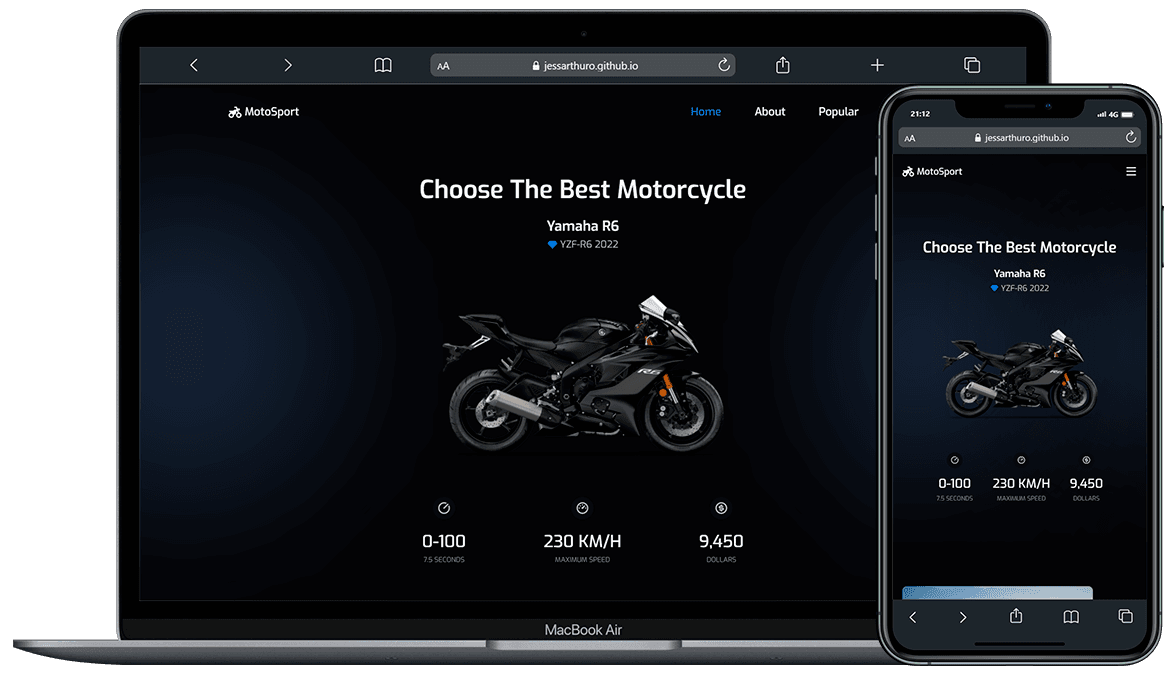 AA jessarthuro.github.io
MotoSport Home About Popular
Choose The Best Motorcycle
Yamaha R6
YZF-R6 2022
R6
0-100 230 KM/H 9,450
7.5 SECONDS MAXIMUM SPEED DOLLARS
MacBook Air
21:12 4G
AA jessarthuro.github.io
MotoSport
Choose The Best Motorcycle
Yamaha R6
YZF-R6 2022
0-100 230 KM/H 9,450
7.5 SECONDS MAXIMUM SPEED DOLLARS